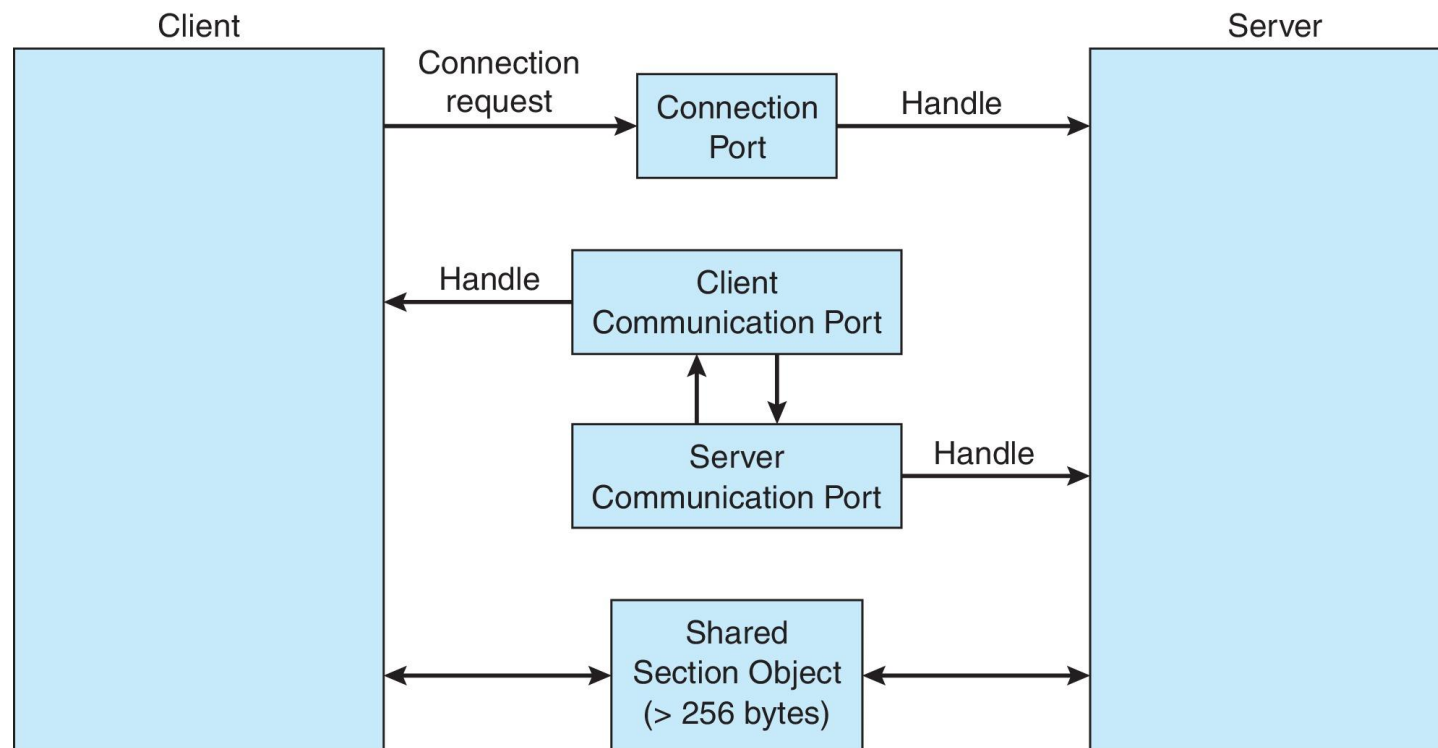 Client
Server
Connection
request
Connection
Port
Handle
Handle
Client
Communication Port
Server
Communication Port
Handle
Shared
Section Object
(> 256 bytes)